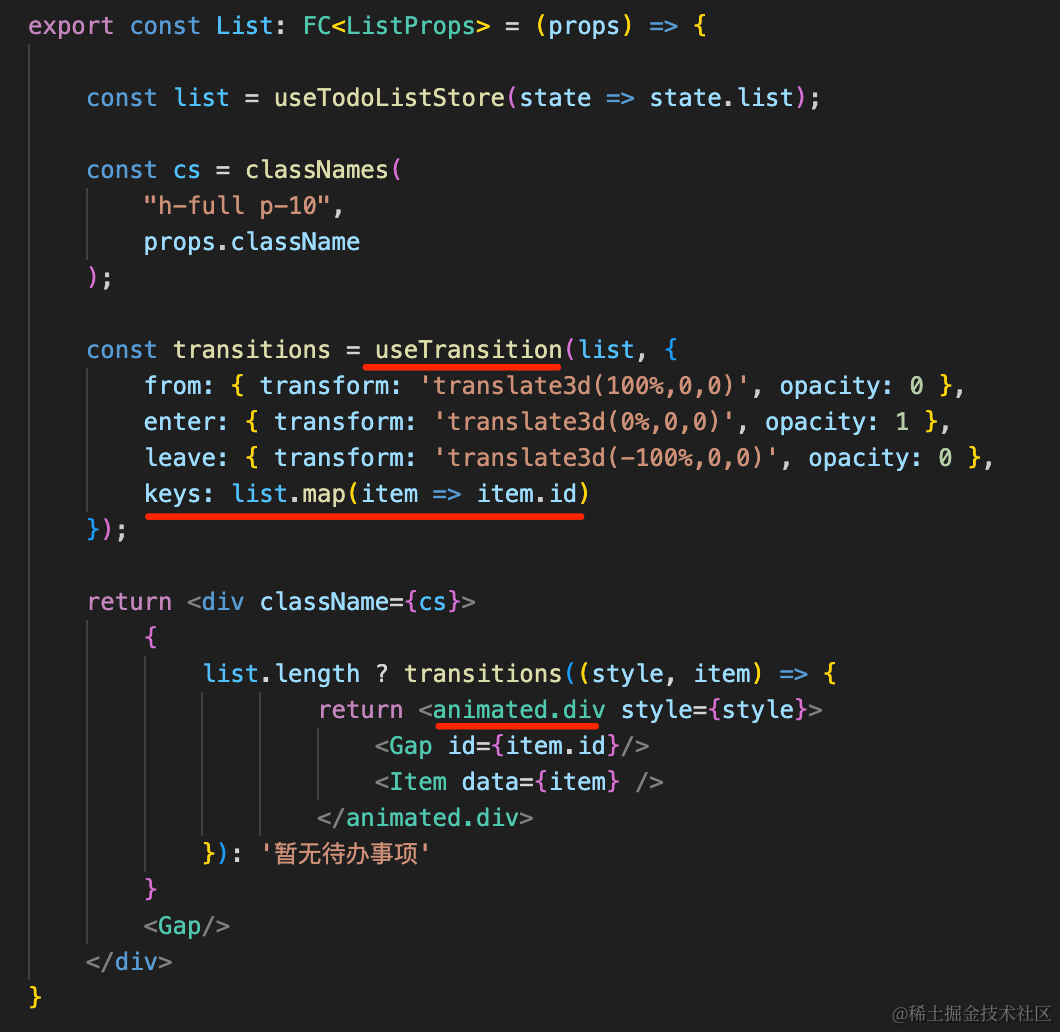 export const List: FC<ListProps> = (props) => {
const list = useTodoListStore(state => state.list);
const cs = classNames(
"h-full p-10",
props.className
);
const transitions = useTransition(list, {
from: { transform: 'translate3d(100%,0,0)', opacity: 0 },
enter: { transform: 'translate3d(0%,0,0)', opacity: 1 },
leave: { transform: 'translate3d(-100%,0,0)', opacity: 0 },
keys: list.map(item => item.id)
});
return <div className={cs}>
{
list.length ? transitions((style, item) => {
return <animated.div style={style}>
<Gap id={item.id}/>
<Item data={item} />
</animated.div>
}): '暂无待办事项'
}
<Gap/>
</div>
}
@稀土掘金技术社区